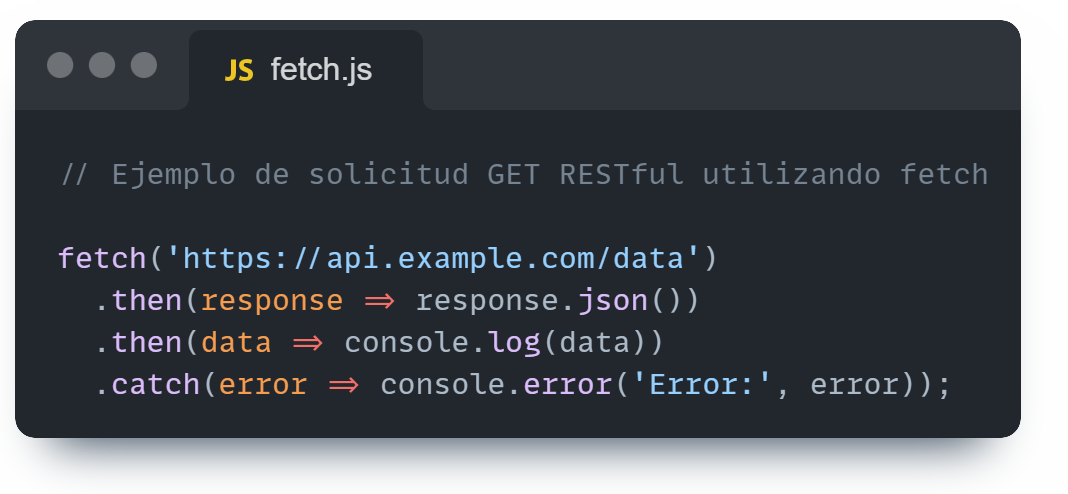 JS fetch.js
// Ejemplo de solicitud GET RESTful utilizando fetch
fetch('https://api.example.com/data')
  .then(response => response.json())
  .then(data => console.log(data))
  .catch(error => console.error('Error:', error));